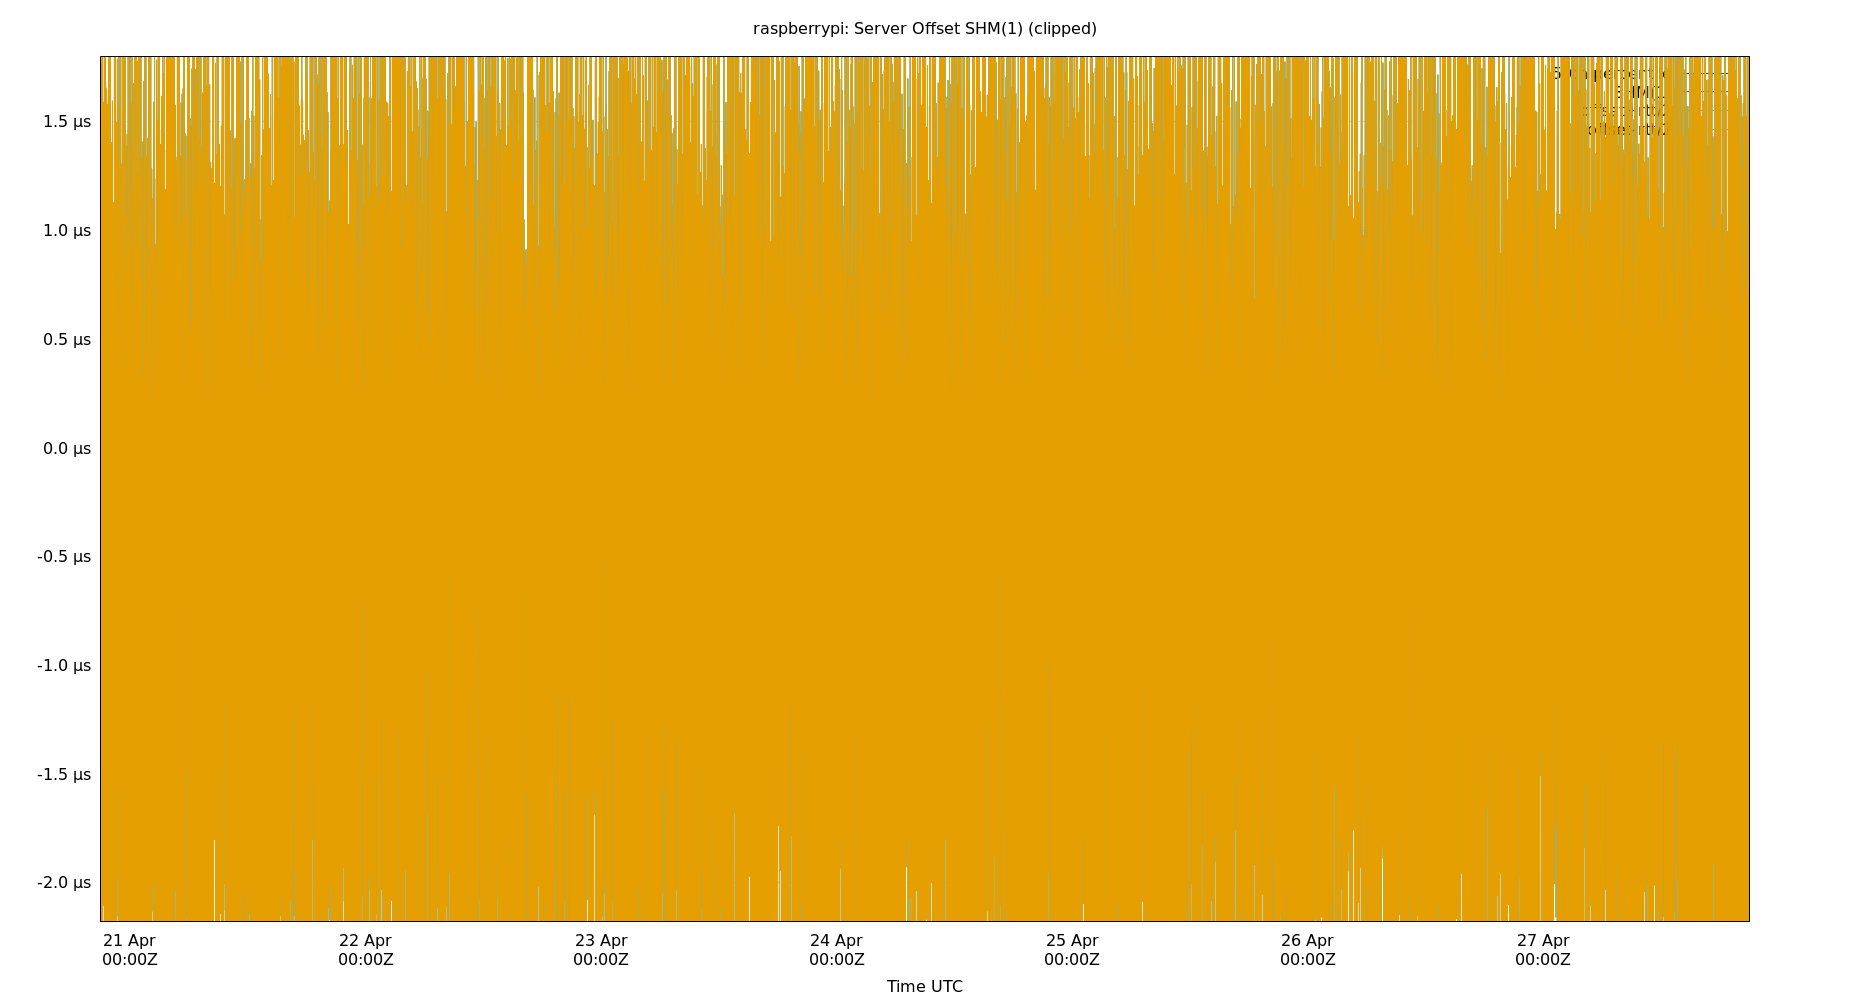 raspberrypi: Server Offset SHM(1) (clipped)
1.5 µs
1.0 µs
0.5 µs
0.0 µs
-0.5 µs
-1.0 µs
-1.5 µs
-2.0 µs
21 Apr
00:00Z
22 Apr
00:00Z
23 Apr
00:00Z
24 Apr
00:00Z
25 Apr
00:00Z
26 Apr
00:00Z
27 Apr
00:00Z
Time UTC